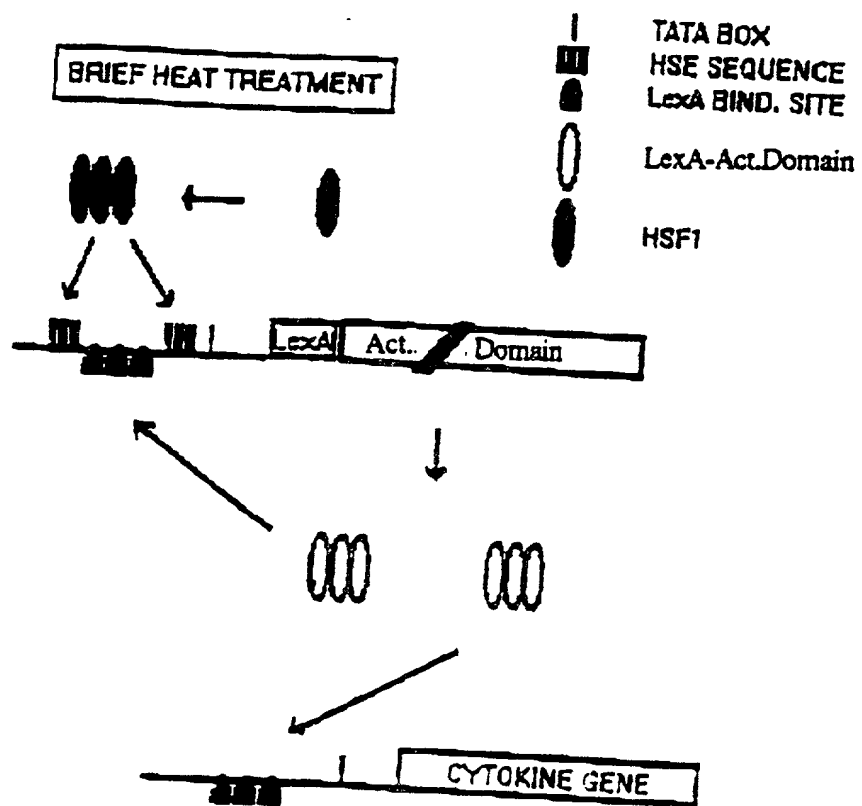 BRIEF HEAT TREATMENT
TATA BOX
HSE SEQUENCE
LexA BIND. SITE
LexA-Act.Domain
HSF1
LexA Act.. Domain
CYTOKINE GENE